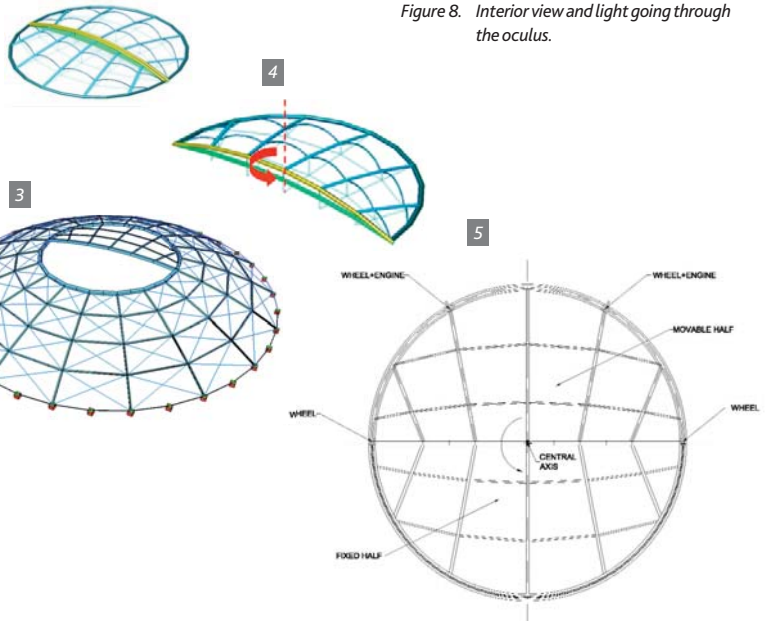 Figure 8. Interior view and light going through
the oculus.
4
3
5
WHEEL+ENGINE
WHEEL+ENGINE
MOVABLE HALF
WHEEL
WHEEL
CENTRAL
AXIS
FIXED HALF